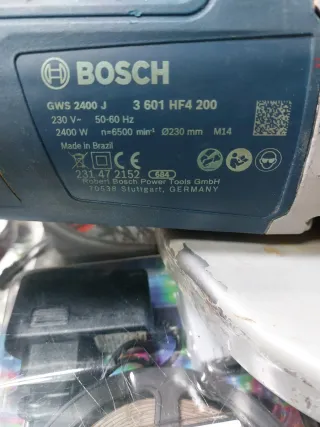 BOSCH
GWS 2400 J 3 601 HF4 200
230 V~ 50-60 Hz
2400 W n=6500 min⁻¹ Ø230 mm M14
Made in Brazil
231.47 2152 584
Robert Bosch Power Tools GmbH
70538 Stuttgart, GERMANY